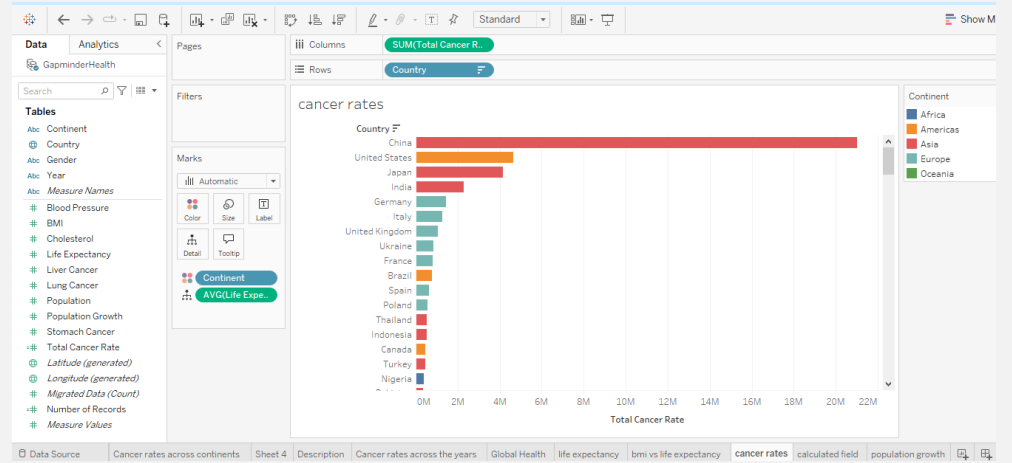 Standard
Show M
Data
Analytics
GapminderHealth
Search
Tables
Abc Continent
Country
Abc Gender
Abc Year
Abc Measure Names
Blood Pressure
BMI
Cholesterol
Life Expectancy
Liver Cancer
Lung Cancer
Population
Population Growth
Stomach Cancer
Total Cancer Rate
Latitude (generated)
Longitude (generated)
Migrated Data (Count)
Number of Records
Measure Values
Pages
Filters
Marks
Automatic
Color Size Label
Detail Tooltip
Continent
AVG(Life Expe..
Columns SUM(Total Cancer R..
Rows Country
cancer rates
Country
China
United States
Japan
India
Germany
Italy
United Kingdom
Ukraine
France
Brazil
Spain
Poland
Thailand
Indonesia
Canada
Turkey
Nigeria
0M 2M 4M 6M 8M 10M 12M 14M 16M 18M 20M 22M
Total Cancer Rate
Continent
Africa
Americas
Asia
Europe
Oceania
Data Source Cancer rates across continents Sheet 4 Description Cancer rates across the years Global Health life expectancy bmi vs life expectancy cancer rates calculated field population growth